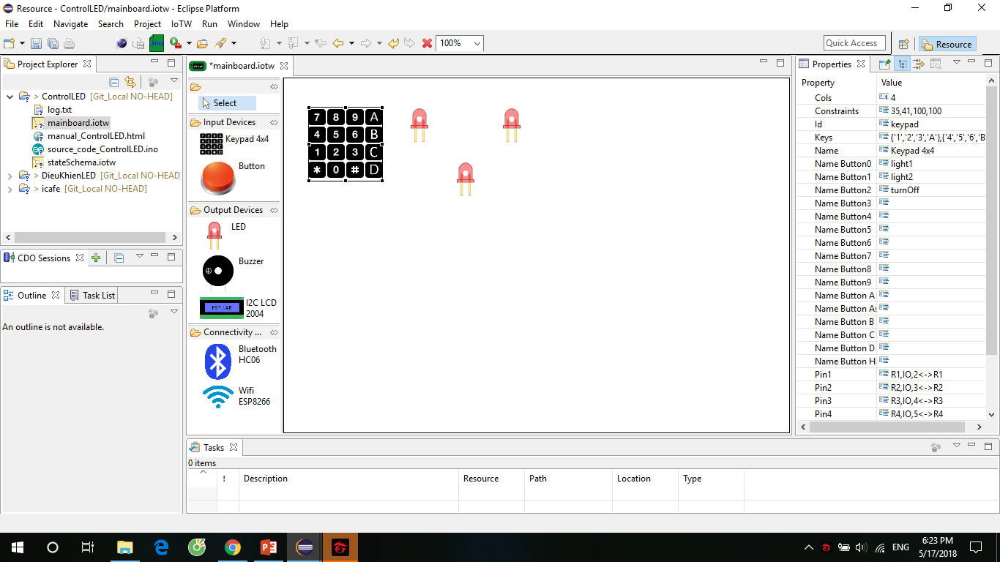 Resource - ControlLED/mainboard.iotw - Eclipse Platform
File Edit Navigate Search Project IoTW Run Window Help
.ino
100%
Quick Access
Resource
Project Explorer
> ControlLED [Git_Local NO-HEAD]
log.txt
mainboard.iotw
manual_ControlLED.html
source_code_ControlLED.ino
stateSchema.iotw
> DieuKhienLED [Git_Local NO-HEAD
> icafe [Git_Local NO-HEAD]
CDO Sessions
Outline Task List
An outline is not available.
*mainboard.iotw
Select
Input Devices
Keypad 4x4
Button
Output Devices
LED
Buzzer
ESP LAB
I2C LCD
2004
Connectivity ...
Bluetooth
HC06
Wifi
ESP8266
7 8 9 A
4 5 6 B
1 2 3 C
* 0 # D
Properties
Property Value
Cols 4
Constraints 35,41,100,100
Id keypad
Keys {'1','2','3','A'},{'4','5','6','B
Name Keypad 4x4
Name Button0 light1
Name Button1 light2
Name Button2 turnOff
Name Button3
Name Button4
Name Button5
Name Button6
Name Button7
Name Button8
Name Button9
Name Button A
Name Button As
Name Button B
Name Button C
Name Button D
Name Button H
Pin1 R1,IO,2<->R1
Pin2 R2,IO,3<->R2
Pin3 R3,IO,4<->R3
Pin4 R4,IO,5<->R4
Tasks
0 items
! Description Resource Path Location Type
ENG
6:23 PM
5/17/2018